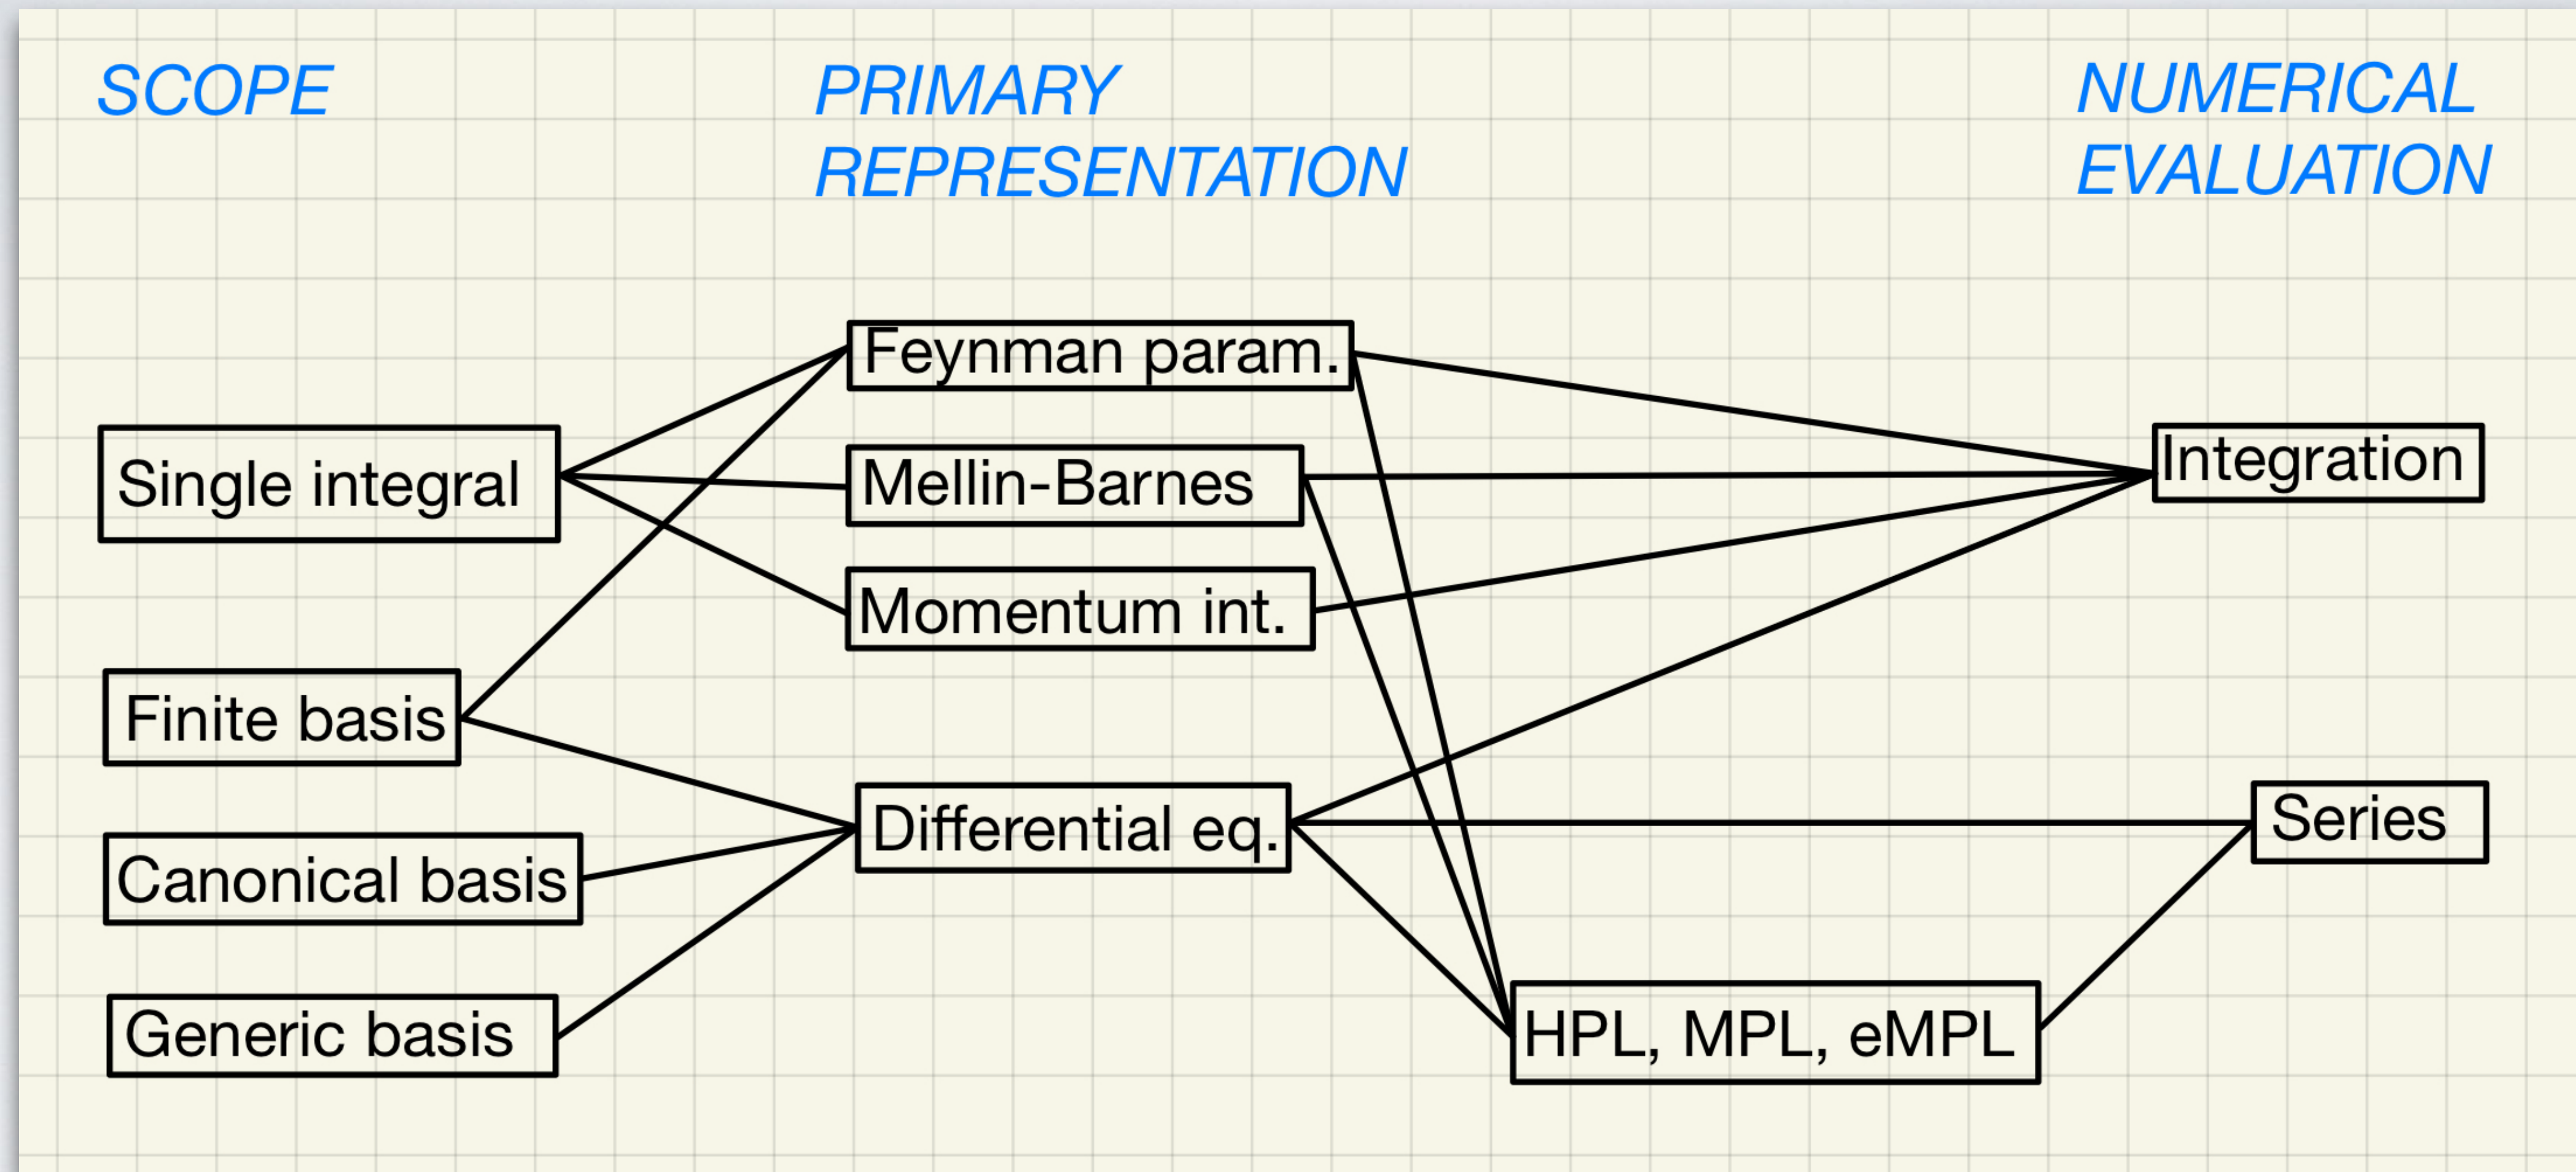 SCOPE
PRIMARY
REPRESENTATION
NUMERICAL
EVALUATION
Feynman param.
Single integral
Mellin-Barnes
Integration
Momentum int.
Finite basis
Differential eq.
Series
Canonical basis
Generic basis
HPL, MPL, eMPL